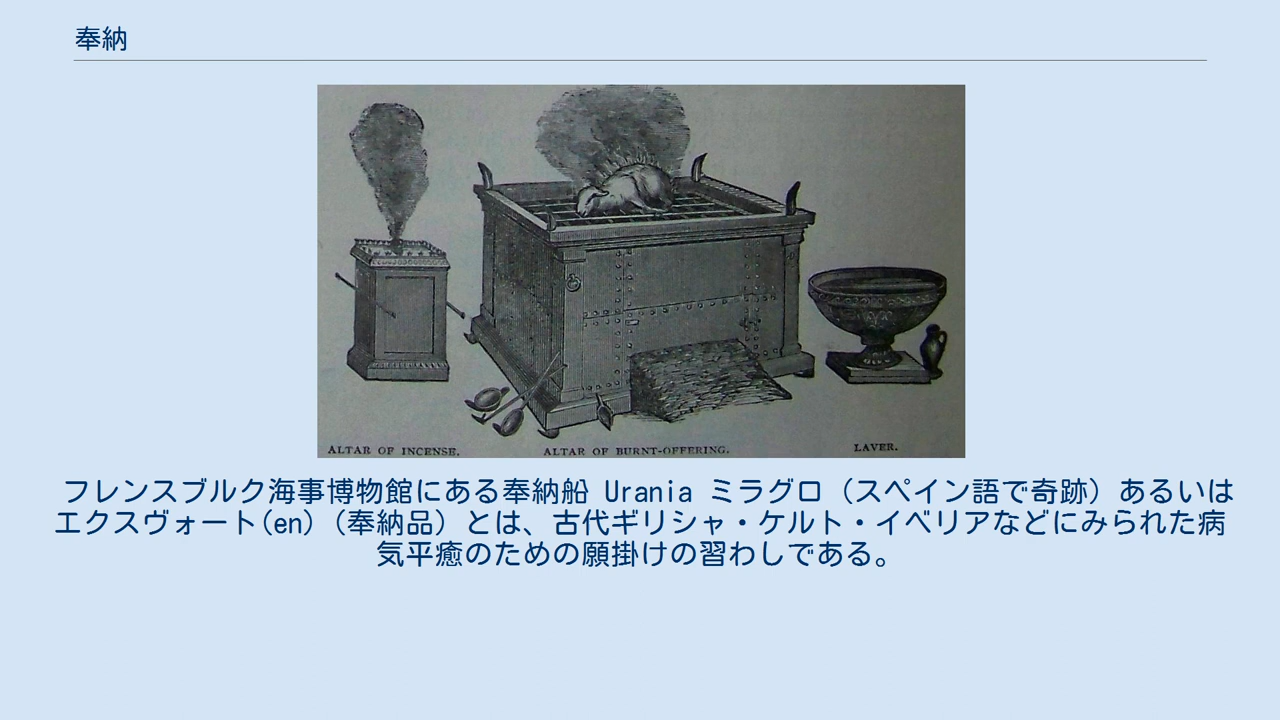 奉納
ALTAR OF INCENSE.
ALTAR OF BURNT-OFFERING.
LAVER.
フレンスブルク海事博物館にある奉納船 Urania ミラグロ（スペイン語で奇跡）あるいは
エクスヴォート(en)（奉納品）とは、古代ギリシャ・ケルト・イベリアなどにみられた病
気平癒のための願掛けの習わしである。